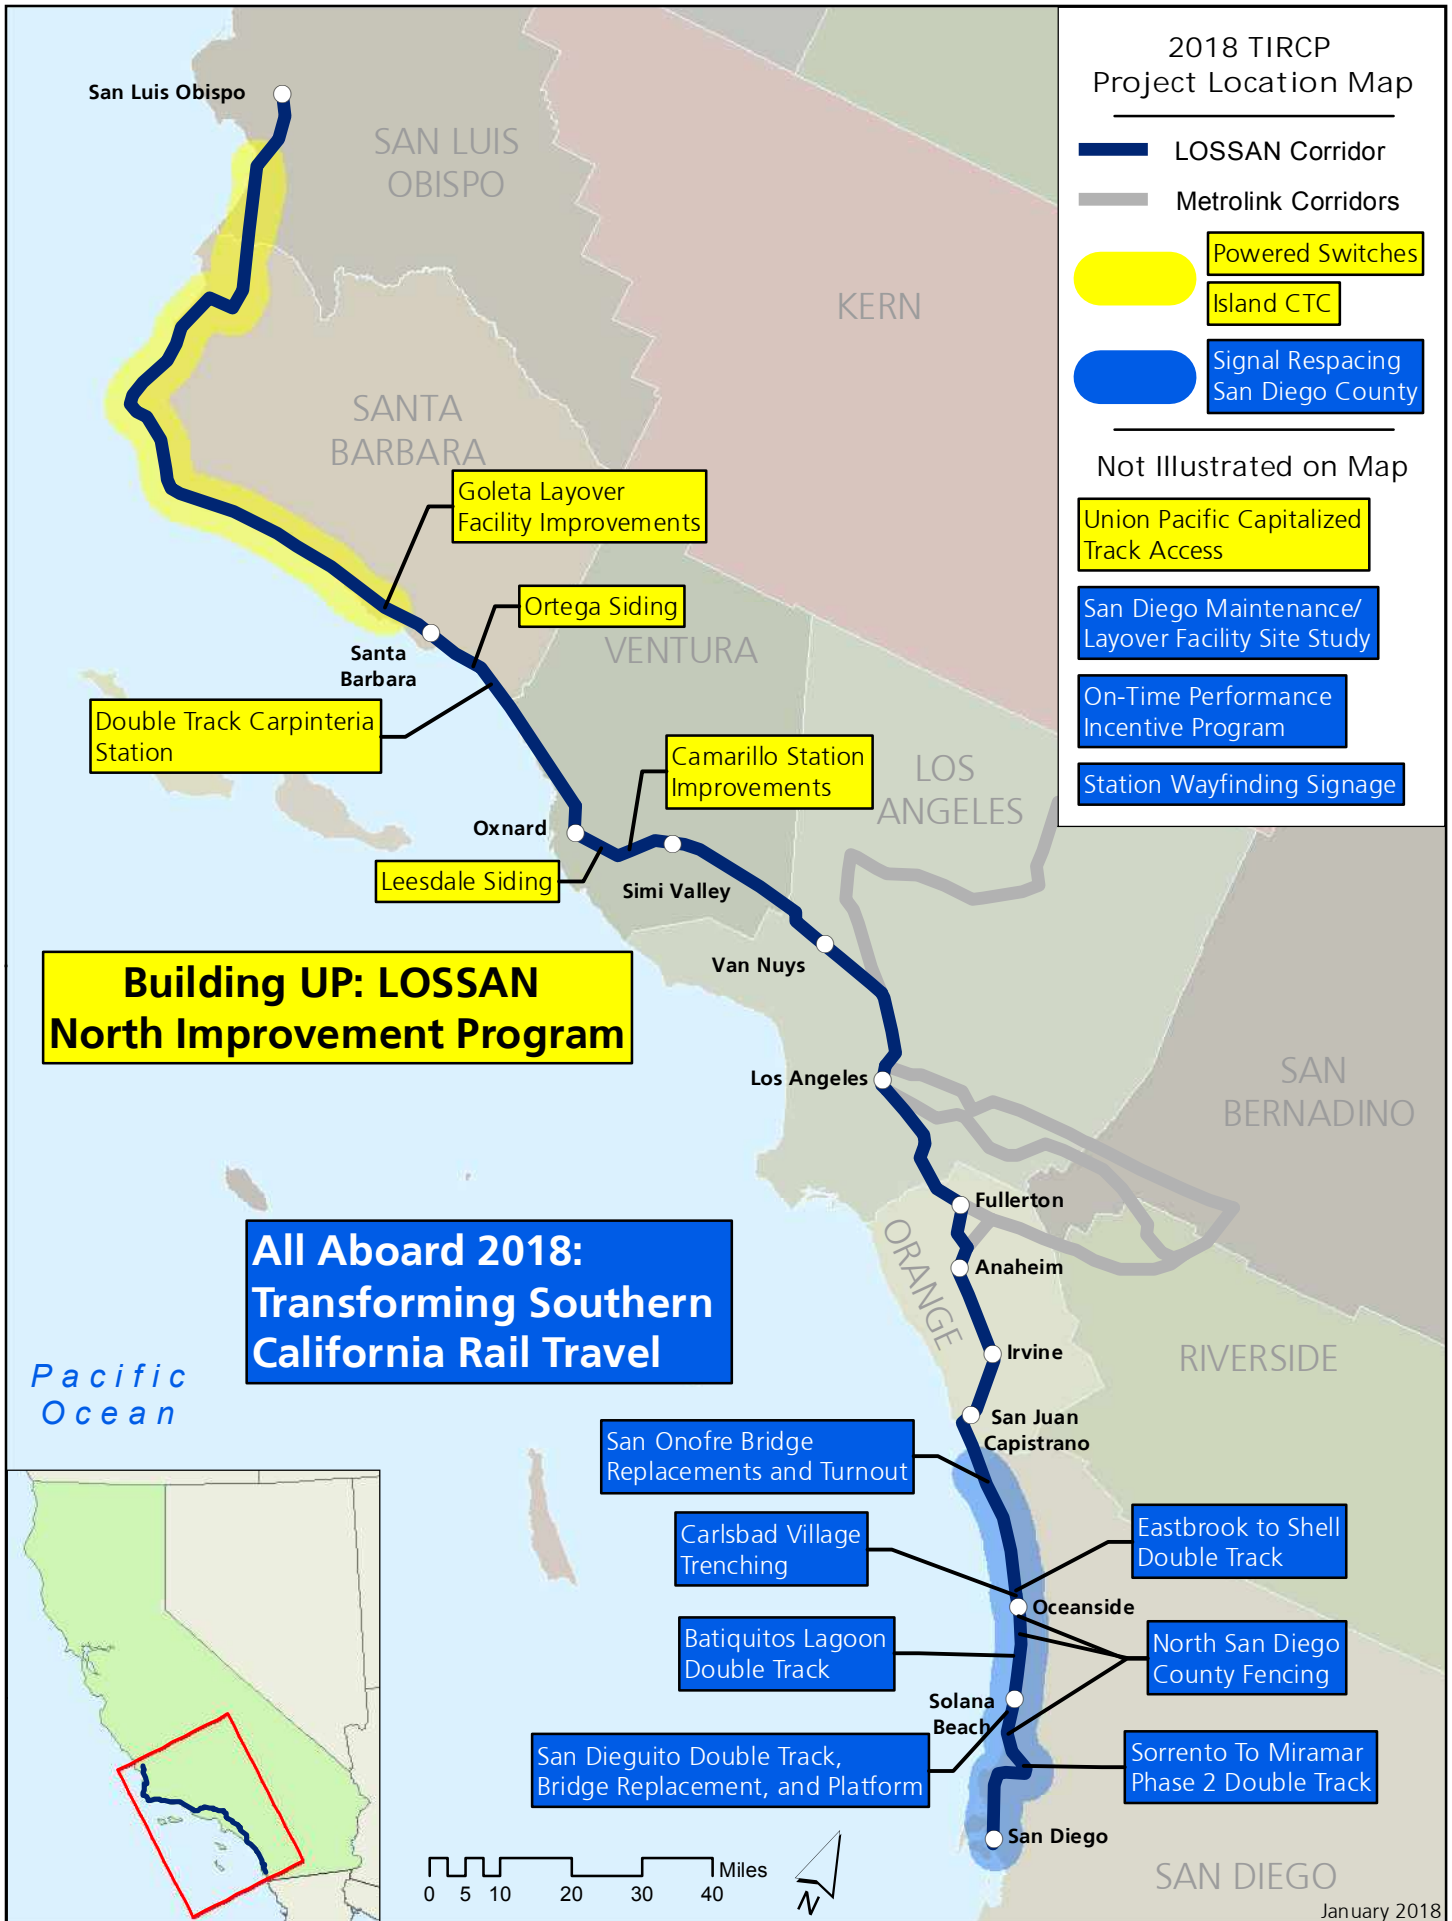 2018 TIRCP
Project Location Map
LOSSAN Corridor
Metrolink Corridors
Powered Switches
Island CTC
Signal Respacing
San Diego County
Not Illustrated on Map
Union Pacific Capitalized
Track Access
San Diego Maintenance/
Layover Facility Site Study
On-Time Performance
Incentive Program
Station Wayfinding Signage
San Luis Obispo
SAN LUIS
OBISPO
KERN
SANTA
BARBARA
Goleta Layover
Facility Improvements
Ortega Siding
Santa
Barbara
VENTURA
Double Track Carpinteria
Station
Camarillo Station
Improvements
LOS
ANGELES
Oxnard
Leesdale Siding
Simi Valley
Van Nuys
Building UP: LOSSAN
North Improvement Program
Los Angeles
SAN
BERNADINO
Fullerton
ORANGE
Anaheim
All Aboard 2018:
Transforming Southern
California Rail Travel
Irvine
RIVERSIDE
Pacific
Ocean
San Juan
Capistrano
San Onofre Bridge
Replacements and Turnout
Carlsbad Village
Trenching
Eastbrook to Shell
Double Track
Oceanside
Batiquitos Lagoon
Double Track
North San Diego
County Fencing
Solana
Beach
San Dieguito Double Track,
Bridge Replacement, and Platform
Sorrento To Miramar
Phase 2 Double Track
San Diego
SAN DIEGO
Miles
0 5 10 20 30 40
N
January 2018